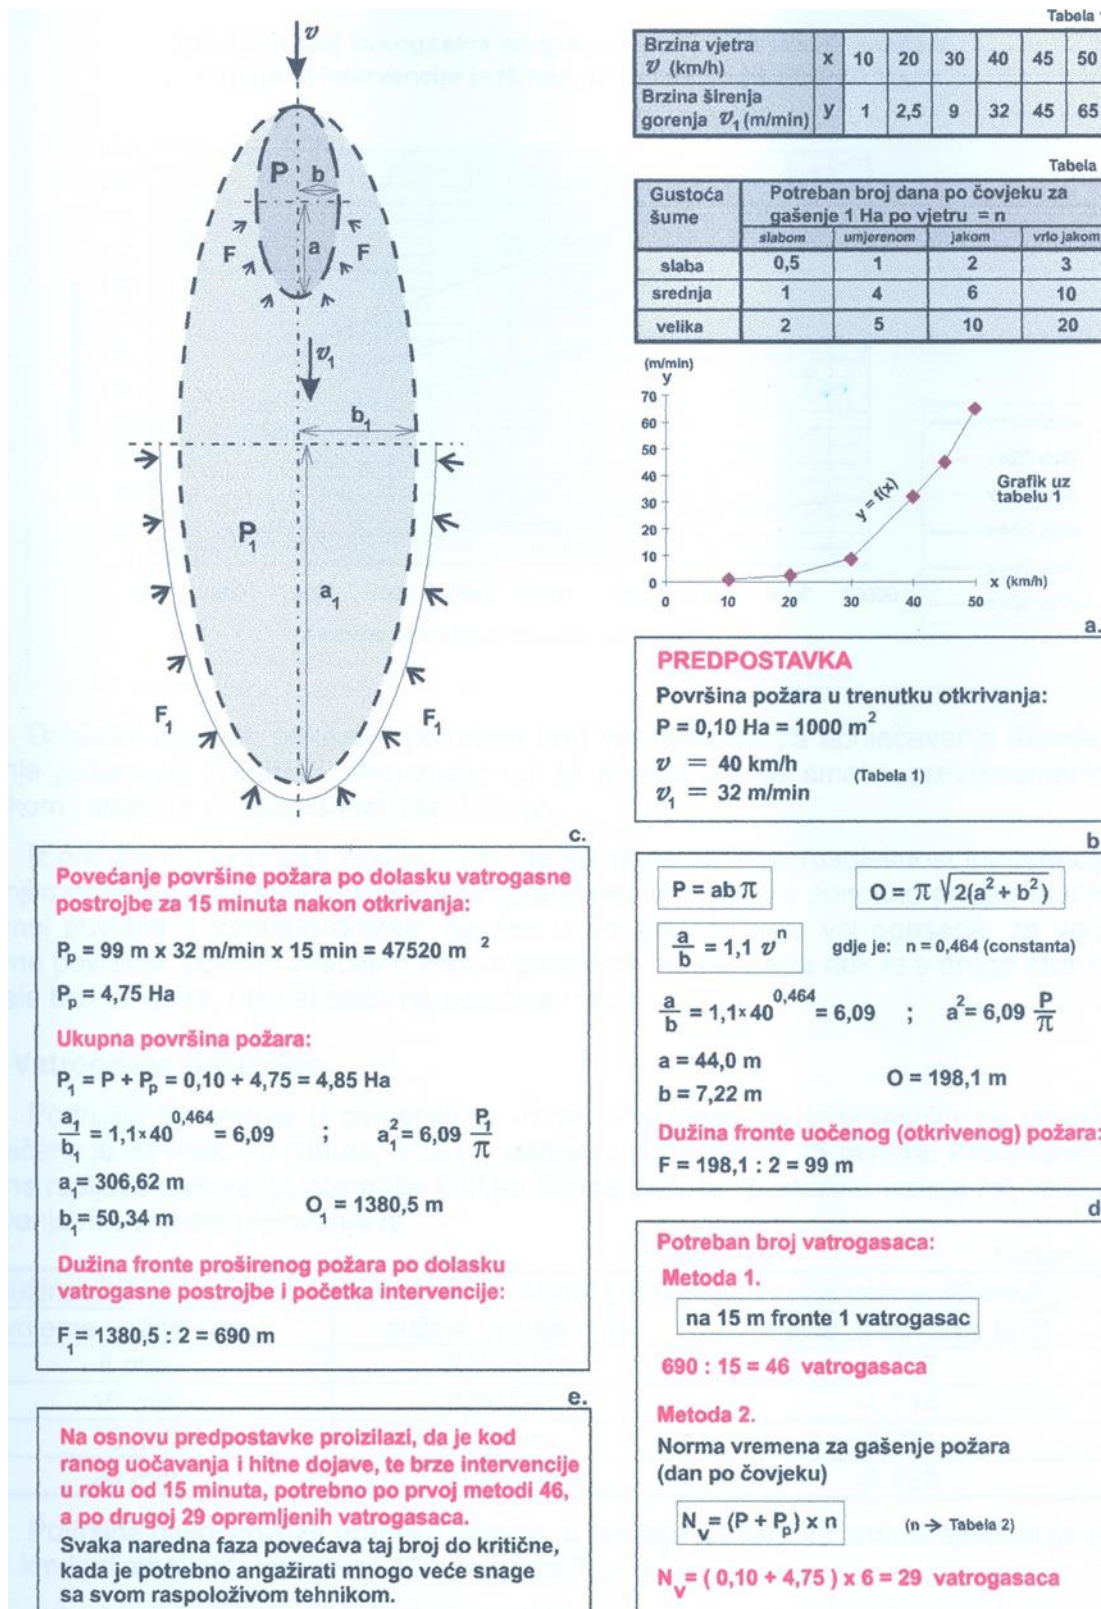 v
P
b
F
a
F
v₁
b₁
P₁
a₁
F₁
F₁
Tabela
Brzina vjetra v (km/h) x 10 20 30 40 45 50
Brzina širenja gorenja v₁ (m/min) y 1 2,5 9 32 45 65
Tabela
Gustoća šume
Potreban broj dana po čovjeku za
gašenje 1 Ha po vjetru = n
slabom umjerenom jakom vrlo jakom
slaba 0,5 1 2 3
srednja 1 4 6 10
velika 2 5 10 20
(m/min)
y
70
60
50
40
30
20
10
0
0 10 20 30 40 50
x (km/h)
y = f(x)
Grafik uz
tabelu 1
a.
PREDPOSTAVKA
Površina požara u trenutku otkrivanja:
P = 0,10 Ha = 1000 m²
v = 40 km/h
(Tabela 1)
v₁ = 32 m/min
b
P = ab π
O = π √2(a² + b²)
a/b = 1,1 vⁿ gdje je: n = 0,464 (constanta)
a/b = 1,1×40^0,464 = 6,09 ; a² = 6,09 P/π
a = 44,0 m
b = 7,22 m
O = 198,1 m
Dužina fronte vočenog (otkrivenog) požara:
F = 198,1 : 2 = 99 m
c.
Povećanje površine požara po dolasku vatrogasne
postrojbe za 15 minuta nakon otkrivanja:
Pₚ = 99 m x 32 m/min x 15 min = 47520 m ²
Pₚ = 4,75 Ha
Ukupna površina požara:
P₁ = P + Pₚ = 0,10 + 4,75 = 4,85 Ha
a₁/b₁ = 1,1×40^0,464 = 6,09 ; a₁² = 6,09 P₁/π
a₁= 306,62 m
b₁ = 50,34 m
O₁ = 1380,5 m
Dužina fronte proširenog požara po dolasku
vatrogasne postrojbe i početka intervencije:
F₁ = 1380,5 : 2 = 690 m
d
Potreban broj vatrogasaca:
Metoda 1.
na 15 m fronte 1 vatrogasac
690 : 15 = 46 vatrogasaca
Metoda 2.
Norma vremena za gašenje požara
(dan po čovjeku)
Nᵥ = (P + Pₚ) x n (n → Tabela 2)
Nᵥ = ( 0,10 + 4,75 ) x 6 = 29 vatrogasaca
e.
Na osnovu predpostavke proizilazi, da je kod
ranog uočavanja i hitne dojave, te brze intervencije
u roku od 15 minuta, potrebno po prvoj metodi 46,
a po drugoj 29 opremljenih vatrogasaca.
Svaka naredna faza povećava taj broj do kritične,
kada je potrebno angažirati mnogo veće snage
sa svom raspoloživom tehnikom.